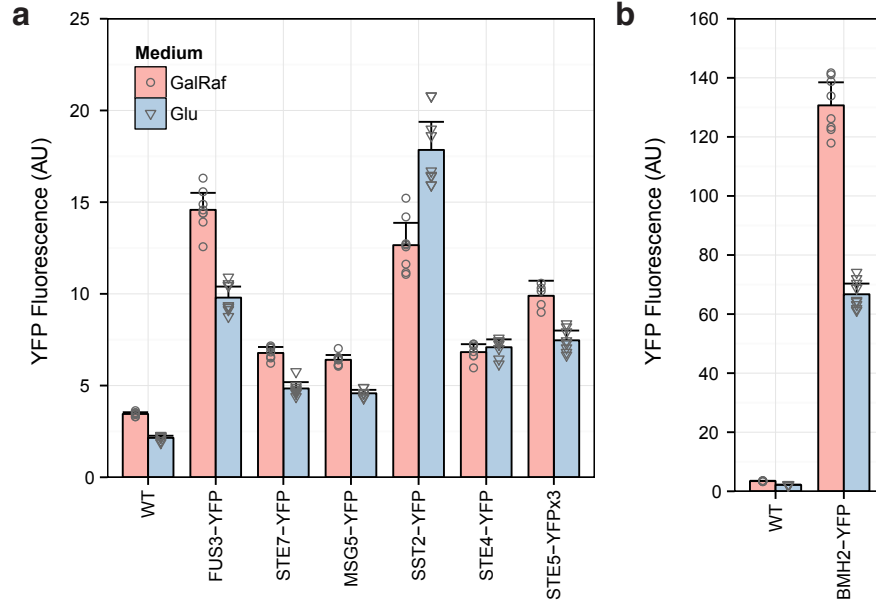 a
25
20
15
10
5
0
YFP Fluorescence (AU)
Medium
GalRaf
Glu
WT
FUS3−YFP
STE7−YFP
MSG5−YFP
SST2−YFP
STE4−YFP
STE5−YFPx3
b
160
140
120
100
80
60
40
20
0
YFP Fluorescence (AU)
WT
BMH2−YFP